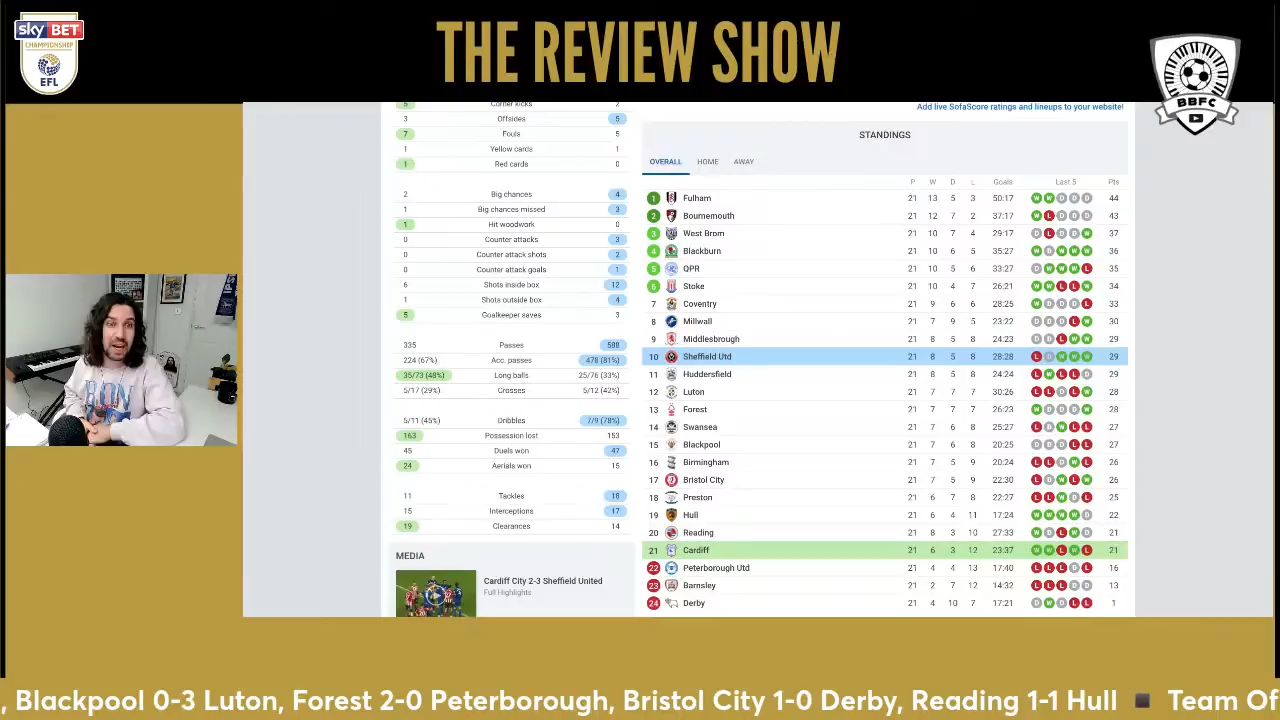 sky BET
CHAMPIONSHIP
EFL
THE REVIEW SHOW
BBFC
5 Corner kicks 2
3 Offsides 5
7 Fouls 5
1 Yellow cards 1
1 Red cards 0
2 Big chances 4
1 Big chances missed 3
1 Hit woodwork 0
0 Counter attacks 3
0 Counter attack shots 2
0 Counter attack goals 1
6 Shots inside box 12
1 Shots outside box 4
5 Goalkeeper saves 3
335 Passes 588
224 (67%) Acc. passes 478 (81%)
35/73 (48%) Long balls 25/76 (33%)
5/17 (29%) Crosses 5/12 (42%)
5/11 (45%) Dribbles 7/9 (78%)
163 Possession lost 153
45 Duels won 47
24 Aerials won 15
11 Tackles 18
15 Interceptions 17
19 Clearances 14
MEDIA
Cardiff City 2-3 Sheffield United
Full Highlights
Add live SofaScore ratings and lineups to your website!
STANDINGS
OVERALL HOME AWAY
P W D L Goals Last 5 Pts
1 Fulham 21 13 5 3 50:17 W W D D D 44
2 Bournemouth 21 12 7 2 37:17 W L D D D 43
3 West Brom 21 10 7 4 29:17 D L D D W 37
4 Blackburn 21 10 6 5 35:27 W D W W W 36
5 QPR 21 10 5 6 33:27 D W W W L 35
6 Stoke 21 10 4 7 26:21 W W L L W 34
7 Coventry 21 9 6 6 28:25 W D D D L 33
8 Millwall 21 7 9 5 23:22 D D D L W 30
9 Middlesbrough 21 8 5 8 24:23 D D L W W 29
10 Sheffield Utd 21 8 5 8 28:28 L D W W W 29
11 Huddersfield 21 8 5 8 24:24 L W L L D 29
12 Luton 21 7 7 7 30:26 L L D L W 28
13 Forest 21 7 7 7 26:23 W D D D W 28
14 Swansea 21 7 6 8 25:27 L D W L L 27
15 Blackpool 21 7 6 8 20:25 D D D L L 27
16 Birmingham 21 7 5 9 20:24 L L D W L 26
17 Bristol City 21 7 5 9 22:30 L D W L W 26
18 Preston 21 6 7 8 22:27 L L W D L 25
19 Hull 21 6 4 11 17:24 W W W W D 22
20 Reading 21 8 3 10 27:33 W D L W D 21
21 Cardiff 21 6 3 12 23:37 W W L W L 21
22 Peterborough Utd 21 4 4 13 17:40 L L L D L 16
23 Barnsley 21 2 7 12 14:32 L L L D D 13
24 Derby 21 4 10 7 17:21 D W D L L 1
, Blackpool 0-3 Luton, Forest 2-0 Peterborough, Bristol City 1-0 Derby, Reading 1-1 Hull ▪ Team Of